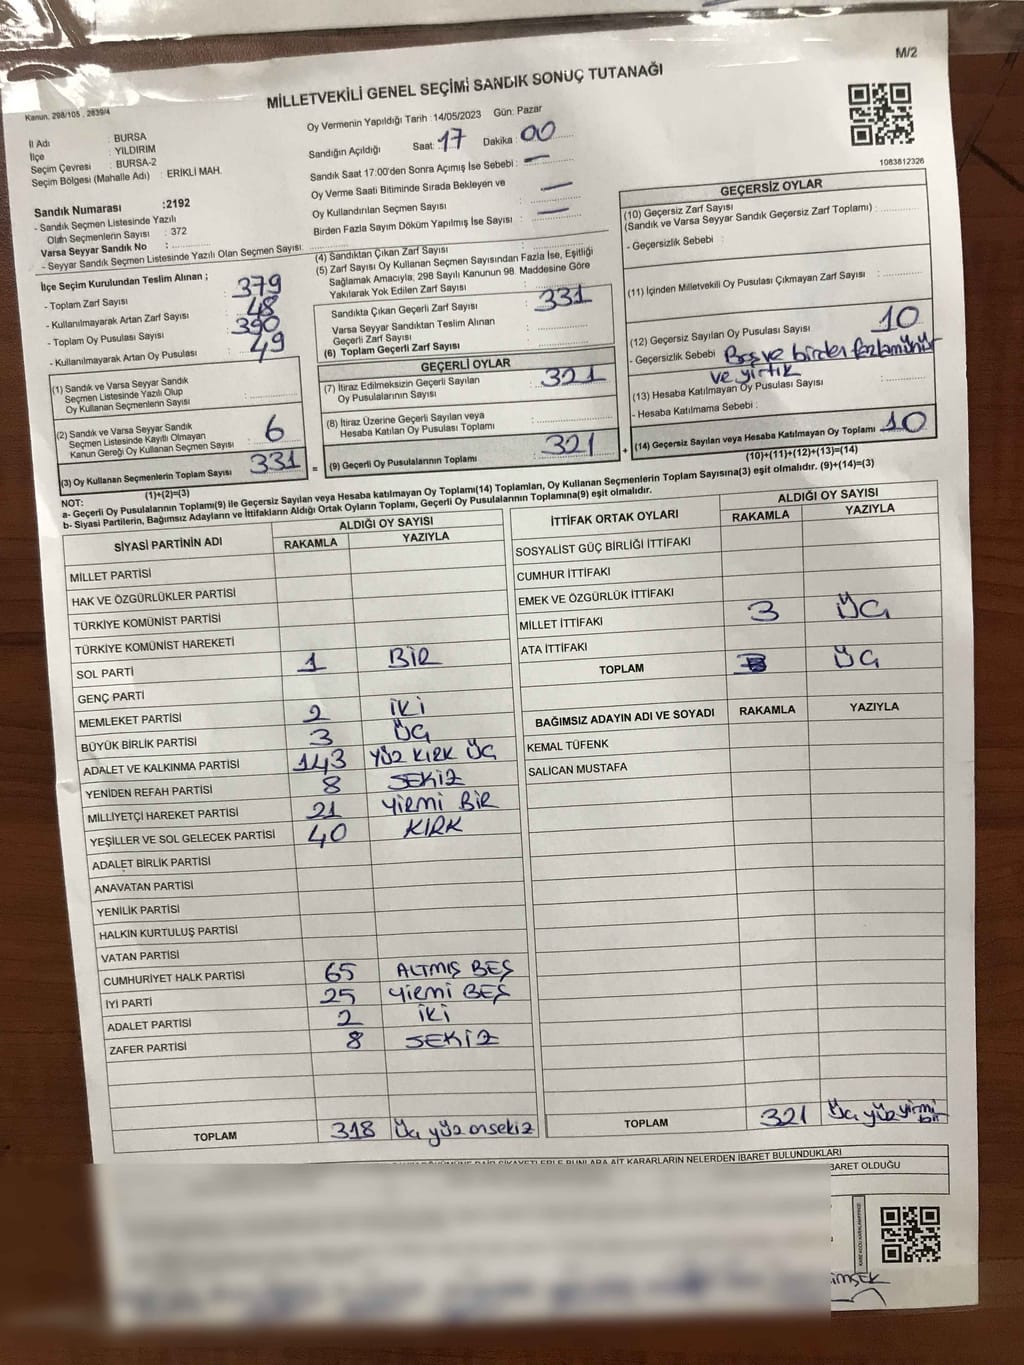 M/2
Kanun, 298/105 , 2839/4
MİLLETVEKİLİ GENEL SEÇİMİ SANDIK SONUÇ TUTANAĞI
İl Adı : BURSA
İlçe : YILDIRIM
Seçim Çevresi : BURSA-2
Seçim Bölgesi (Mahalle Adı) : ERİKLİ MAH.
Oy Vermenin Yapıldığı Tarih : 14/05/2023 Gün: Pazar
Sandığın Açıldığı Saat : 17 Dakika : 00
Sandık Saat 17:00'den Sonra Açımış İse Sebebi : —
Oy Verme Saati Bitiminde Sırada Bekleyen ve
Oy Kullandırılan Seçmen Sayısı : —
Birden Fazla Sayım Döküm Yapılmış İse Sayısı : —
1083812326
Sandık Numarası :2192
- Sandık Seçmen Listesinde Yazılı
Olan Seçmenlerin Sayısı : 372
Varsa Seyyar Sandık No :
- Seyyar Sandık Seçmen Listesinde Yazılı Olan Seçmen Sayısı:
İlçe Seçim Kurulundan Teslim Alınan ;
- Toplam Zarf Sayısı : 379
- Kullanılmayarak Artan Zarf Sayısı : 48
- Toplam Oy Pusulası Sayısı : 390
- Kullanılmayarak Artan Oy Pusulası : 49
(1) Sandık ve Varsa Seyyar Sandık
Seçmen Listesinde Yazılı Olup
Oy Kullanan Seçmenlerin Sayısı :
(2) Sandık ve Varsa Seyyar Sandık
Seçmen Listesinde Kayıtlı Olmayan
Kanun Gereği Oy Kullanan Seçmen Sayısı : 6
(3) Oy Kullanan Seçmenlerin Toplam Sayısı : 331
(1)+(2)=(3)
(4) Sandıktan Çıkan Zarf Sayısı :
(5) Zarf Sayısı Oy Kullanan Seçmen Sayısından Fazla İse, Eşitliği
Sağlamak Amacıyla, 298 Sayılı Kanunun 98. Maddesine Göre
Yakılarak Yok Edilen Zarf Sayısı :
Sandıkta Çıkan Geçerli Zarf Sayısı : 331
Varsa Seyyar Sandıktan Teslim Alınan
Geçerli Zarf Sayısı :
(6) Toplam Geçerli Zarf Sayısı :
GEÇERLİ OYLAR
(7) İtiraz Edilmeksizin Geçerli Sayılan
Oy Pusulalarının Sayısı : 321
(8) İtiraz Üzerine Geçerli Sayılan veya
Hesaba Katılan Oy Pusulası Toplamı :
= (9) Geçerli Oy Pusulalarının Toplamı : 321 +
GEÇERSİZ OYLAR
(10) Geçersiz Zarf Sayısı
(Sandık ve Varsa Seyyar Sandık Geçersiz Zarf Toplamı) :
- Geçersizlik Sebebi :
(11) İçinden Milletvekili Oy Pusulası Çıkmayan Zarf Sayısı :
(12) Geçersiz Sayılan Oy Pusulası Sayısı : 10
- Geçersizlik Sebebi : Boş ve birden fazla mühür
ve yırtık
(13) Hesaba Katılmayan Oy Pusulası Sayısı :
- Hesaba Katılmama Sebebi :
(14) Geçersiz Sayılan veya Hesaba Katılmayan Oy Toplamı : 10
(10)+(11)+(12)+(13)=(14)
NOT:
a- Geçerli Oy Pusulalarının Toplamı(9) ile Geçersiz Sayılan veya Hesaba katılmayan Oy Toplamı(14) Toplamları, Oy Kullanan Seçmenlerin Toplam Sayısına(3) eşit olmalıdır. (9)+(14)=(3)
b- Siyasi Partilerin, Bağımsız Adayların ve İttifakların Aldığı Ortak Oyların Toplamı, Geçerli Oy Pusulalarının Toplamına(9) eşit olmalıdır.
SİYASİ PARTİNİN ADI ALDIĞI OY SAYISI
RAKAMLA YAZIYLA
MİLLET PARTİSİ
HAK VE ÖZGÜRLÜKLER PARTİSİ
TÜRKİYE KOMÜNİST PARTİSİ
TÜRKİYE KOMÜNİST HAREKETİ
SOL PARTİ 1 BİR
GENÇ PARTİ
MEMLEKET PARTİSİ 2 İKİ
BÜYÜK BİRLİK PARTİSİ 3 ÜÇ
ADALET VE KALKINMA PARTİSİ 143 YÜZ KIRK ÜÇ
YENİDEN REFAH PARTİSİ 8 SEKİZ
MİLLİYETÇİ HAREKET PARTİSİ 21 YİRMİ BİR
YEŞİLLER VE SOL GELECEK PARTİSİ 40 KIRK
ADALET BİRLİK PARTİSİ
ANAVATAN PARTİSİ
YENİLİK PARTİSİ
HALKIN KURTULUŞ PARTİSİ
VATAN PARTİSİ
CUMHURİYET HALK PARTİSİ 65 ALTMIŞ BEŞ
İYİ PARTİ 25 YİRMİ BEŞ
ADALET PARTİSİ 2 İKİ
ZAFER PARTİSİ 8 SEKİZ
TOPLAM 318 Üç yüz onsekiz
İTTİFAK ORTAK OYLARI ALDIĞI OY SAYISI
RAKAMLA YAZIYLA
SOSYALİST GÜÇ BİRLİĞİ İTTİFAKI
CUMHUR İTTİFAKI
EMEK VE ÖZGÜRLÜK İTTİFAKI
MİLLET İTTİFAKI 3 ÜÇ
ATA İTTİFAKI
TOPLAM 3 ÜÇ
BAĞIMSIZ ADAYIN ADI VE SOYADI RAKAMLA YAZIYLA
KEMAL TÜFENK
SALİCAN MUSTAFA
TOPLAM 321 Üç yüz yirmi
bir
AİT KARARLARIN NELERDEN İBARET BULUNDUKLARI
BARET OLDUĞU